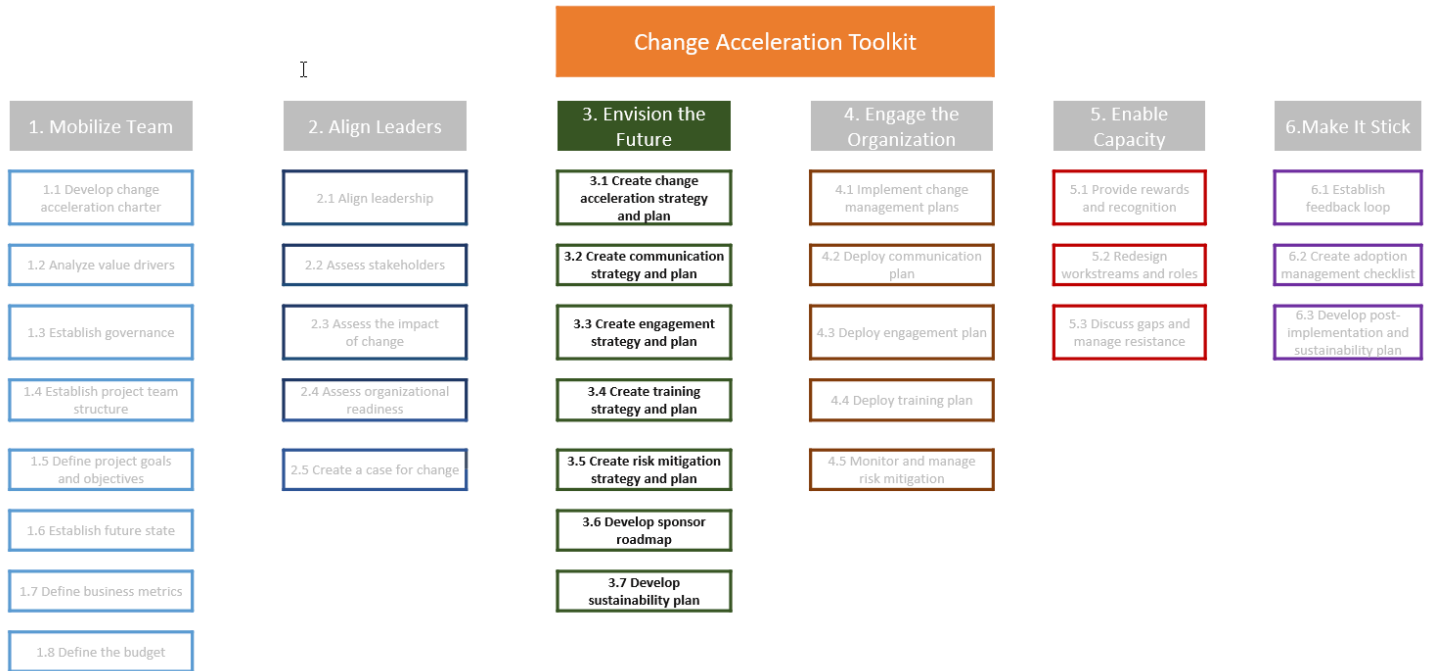 Change Acceleration Toolkit
1. Mobilize Team
1.1 Develop change
acceleration charter
1.2 Analyze value drivers
1.3 Establish governance
1.4 Establish project team
structure
1.5 Define project goals
and objectives
1.6 Establish future state
1.7 Define business metrics
1.8 Define the budget
2. Align Leaders
2.1 Align leadership
2.2 Assess stakeholders
2.3 Assess the impact
of change
2.4 Assess organizational
readiness
2.5 Create a case for change
3. Envision the
Future
3.1 Create change
acceleration strategy
and plan
3.2 Create communication
strategy and plan
3.3 Create engagement
strategy and plan
3.4 Create training
strategy and plan
3.5 Create risk mitigation
strategy and plan
3.6 Develop sponsor
roadmap
3.7 Develop
sustainability plan
4. Engage the
Organization
4.1 Implement change
management plans
4.2 Deploy communication
plan
4.3 Deploy engagement plan
4.4 Deploy training plan
4.5 Monitor and manage
risk mitigation
5. Enable
Capacity
5.1 Provide rewards
and recognition
5.2 Redesign
workstreams and roles
5.3 Discuss gaps and
manage resistance
6.Make It Stick
6.1 Establish
feedback loop
6.2 Create adoption
management checklist
6.3 Develop post-
implementation and
sustainability plan